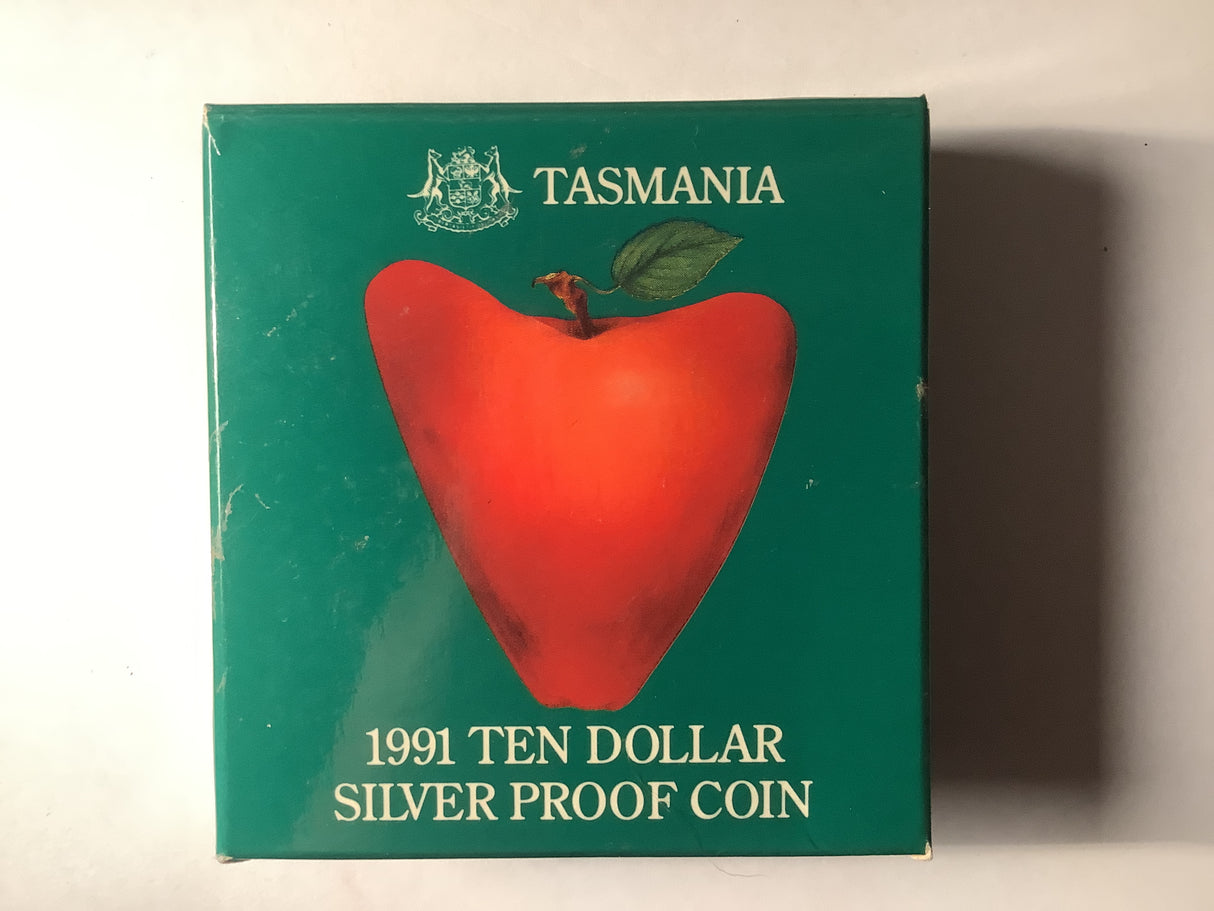 TASMANIA
1991 TEN DOLLAR
SILVER PROOF COIN